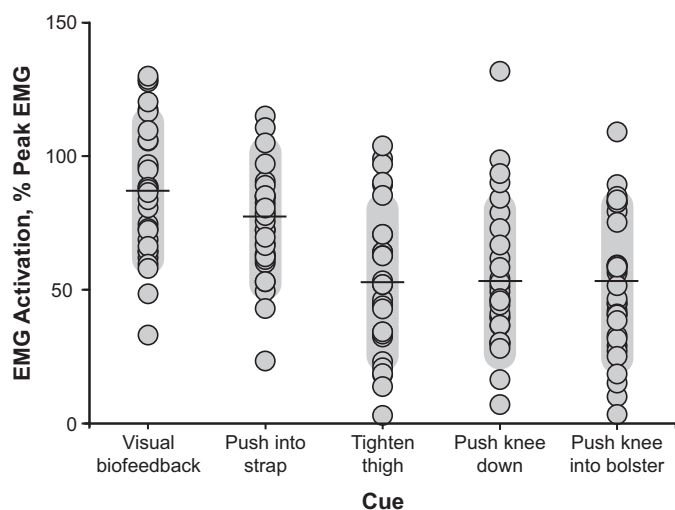 EMG Activation, % Peak EMG
150
100
50
0
Visual
biofeedback
Push into
strap
Tighten
thigh
Push knee
down
Push knee
into bolster
Cue